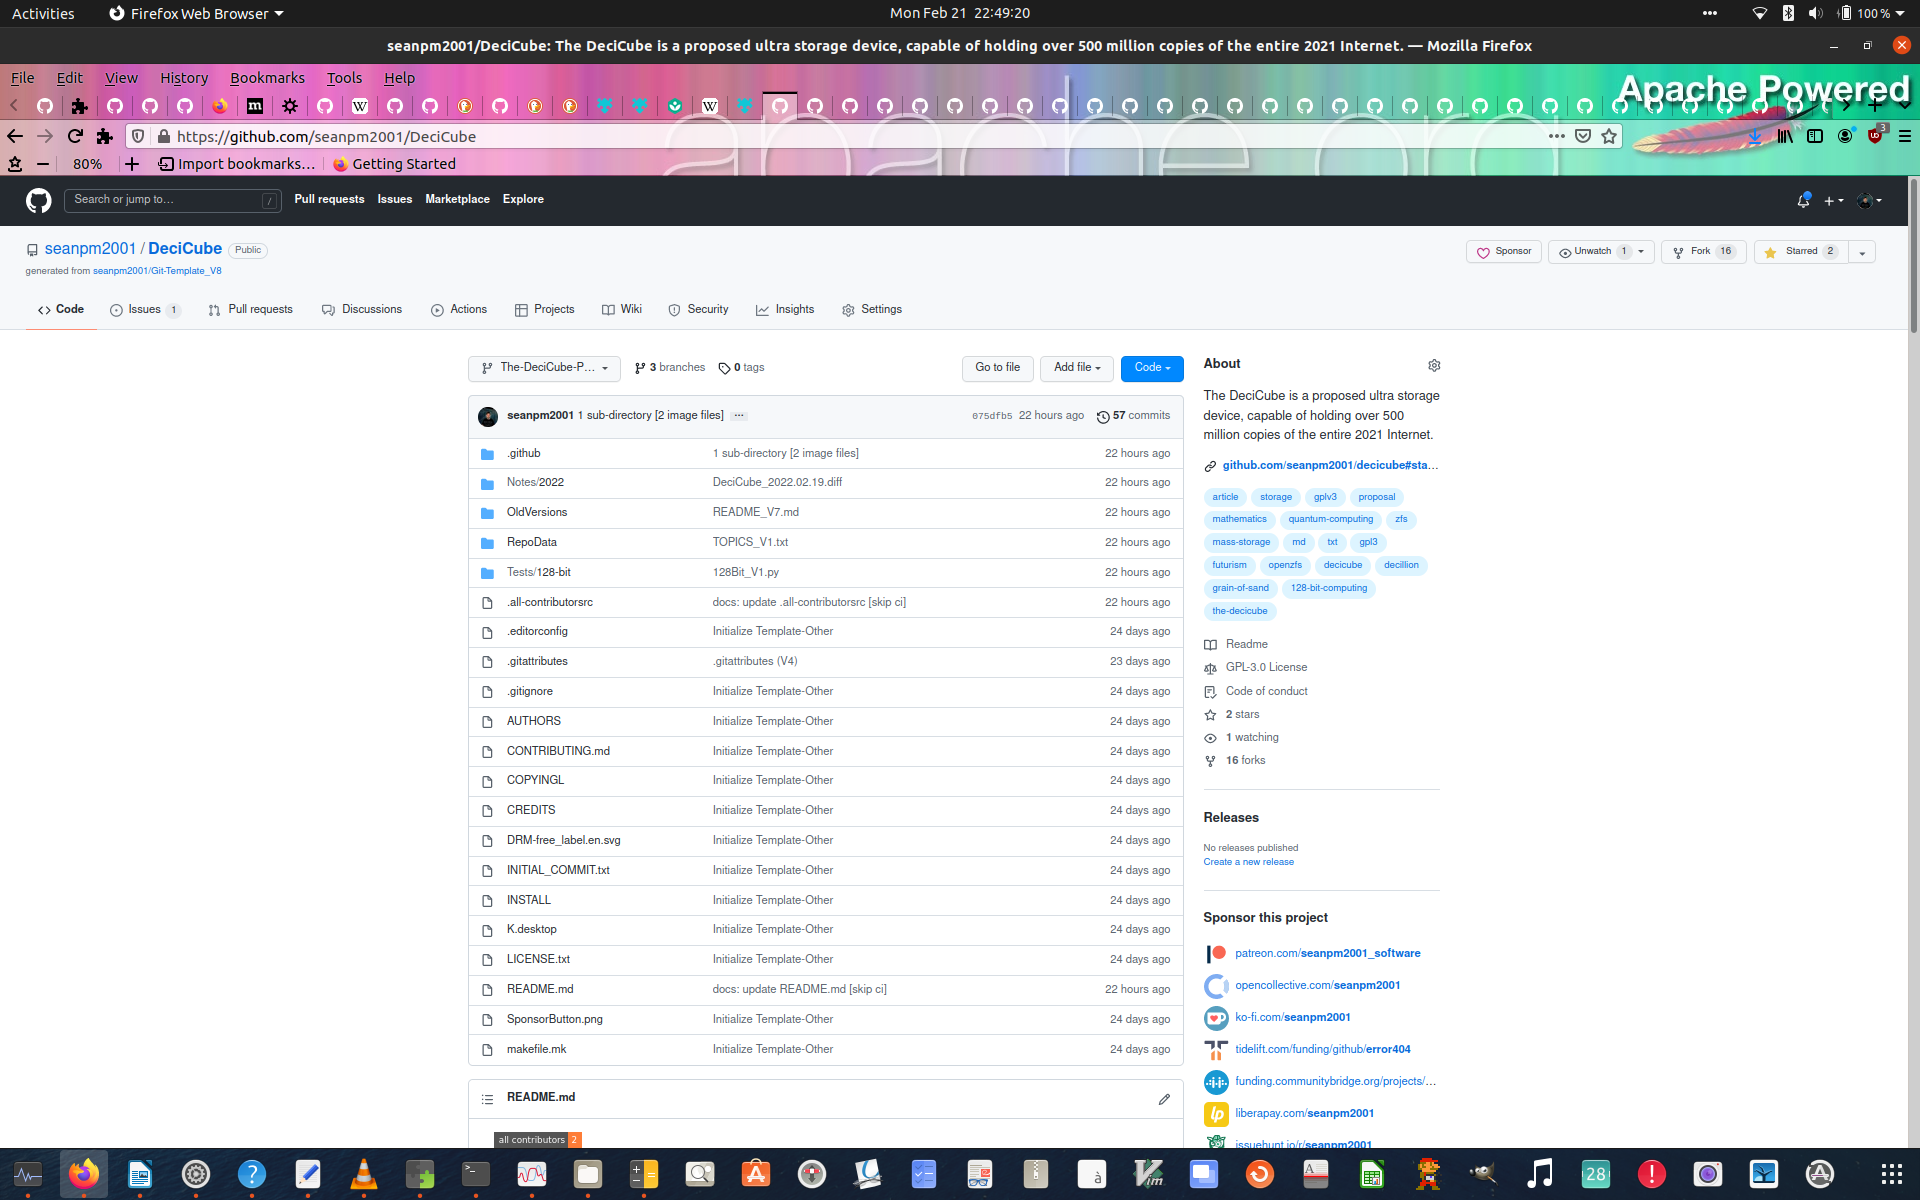 Activities
Firefox Web Browser
Mon Feb 21 22:49:20
100 %
seanpm2001/DeciCube: The DeciCube is a proposed ultra storage device, capable of holding over 500 million copies of the entire 2021 Internet. — Mozilla Firefox
File Edit View History Bookmarks Tools Help
Apache Powered
https://github.com/seanpm2001/DeciCube
3
80%
Import bookmarks...
Getting Started
apache.org
Search or jump to...
/
Pull requests Issues Marketplace Explore
seanpm2001 / DeciCube Public
generated from seanpm2001/Git-Template_V8
Sponsor
Unwatch 1
Fork 16
Starred 2
Code
Issues 1
Pull requests
Discussions
Actions
Projects
Wiki
Security
Insights
Settings
The-DeciCube-P...
3 branches
0 tags
Go to file
Add file
Code
seanpm2001 1 sub-directory [2 image files] ...
075dfb5 22 hours ago
57 commits
.github 1 sub-directory [2 image files] 22 hours ago
Notes/2022 DeciCube_2022.02.19.diff 22 hours ago
OldVersions README_V7.md 22 hours ago
RepoData TOPICS_V1.txt 22 hours ago
Tests/128-bit 128Bit_V1.py 22 hours ago
.all-contributorsrc docs: update .all-contributorsrc [skip ci] 22 hours ago
.editorconfig Initialize Template-Other 24 days ago
.gitattributes .gitattributes (V4) 23 days ago
.gitignore Initialize Template-Other 24 days ago
AUTHORS Initialize Template-Other 24 days ago
CONTRIBUTING.md Initialize Template-Other 24 days ago
COPYINGL Initialize Template-Other 24 days ago
CREDITS Initialize Template-Other 24 days ago
DRM-free_label.en.svg Initialize Template-Other 24 days ago
INITIAL_COMMIT.txt Initialize Template-Other 24 days ago
INSTALL Initialize Template-Other 24 days ago
K.desktop Initialize Template-Other 24 days ago
LICENSE.txt Initialize Template-Other 24 days ago
README.md docs: update README.md [skip ci] 22 hours ago
SponsorButton.png Initialize Template-Other 24 days ago
makefile.mk Initialize Template-Other 24 days ago
README.md
all contributors 2
About
The DeciCube is a proposed ultra storage
device, capable of holding over 500
million copies of the entire 2021 Internet.
github.com/seanpm2001/decicube#sta...
article storage gplv3 proposal
mathematics quantum-computing zfs
mass-storage md txt gpl3
futurism openzfs decicube decillion
grain-of-sand 128-bit-computing
the-decicube
Readme
GPL-3.0 License
Code of conduct
2 stars
1 watching
16 forks
Releases
No releases published
Create a new release
Sponsor this project
patreon.com/seanpm2001_software
opencollective.com/seanpm2001
ko-fi.com/seanpm2001
tidelift.com/funding/github/error404
funding.communitybridge.org/projects/...
liberapay.com/seanpm2001
issuehunt.io/r/seanpm2001
28